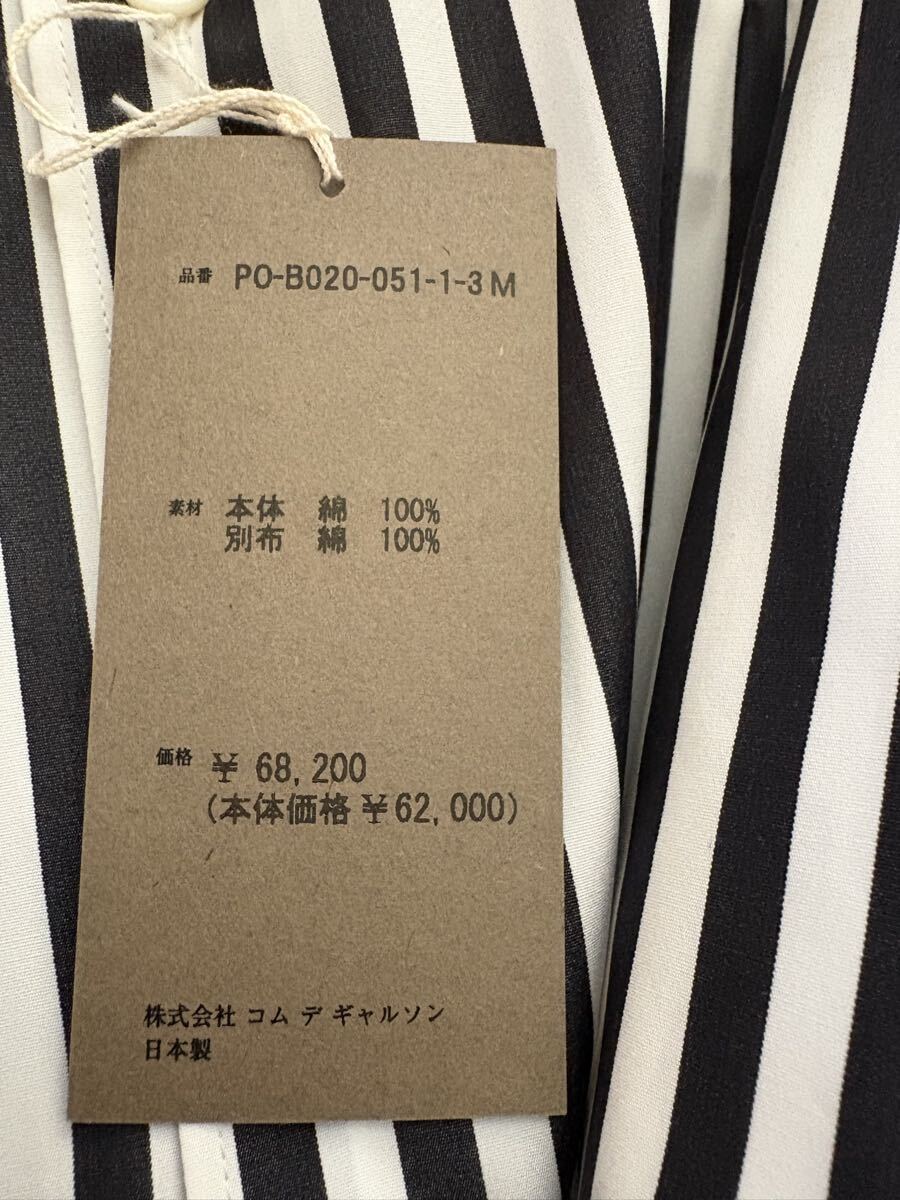 品番 PO-B020-051-1-3 M
素材 本体 綿 100%
別布 綿 100%
価格 ¥ 68,200
(本体価格 ¥62,000)
株式会社 コム デ ギャルソン
日本製